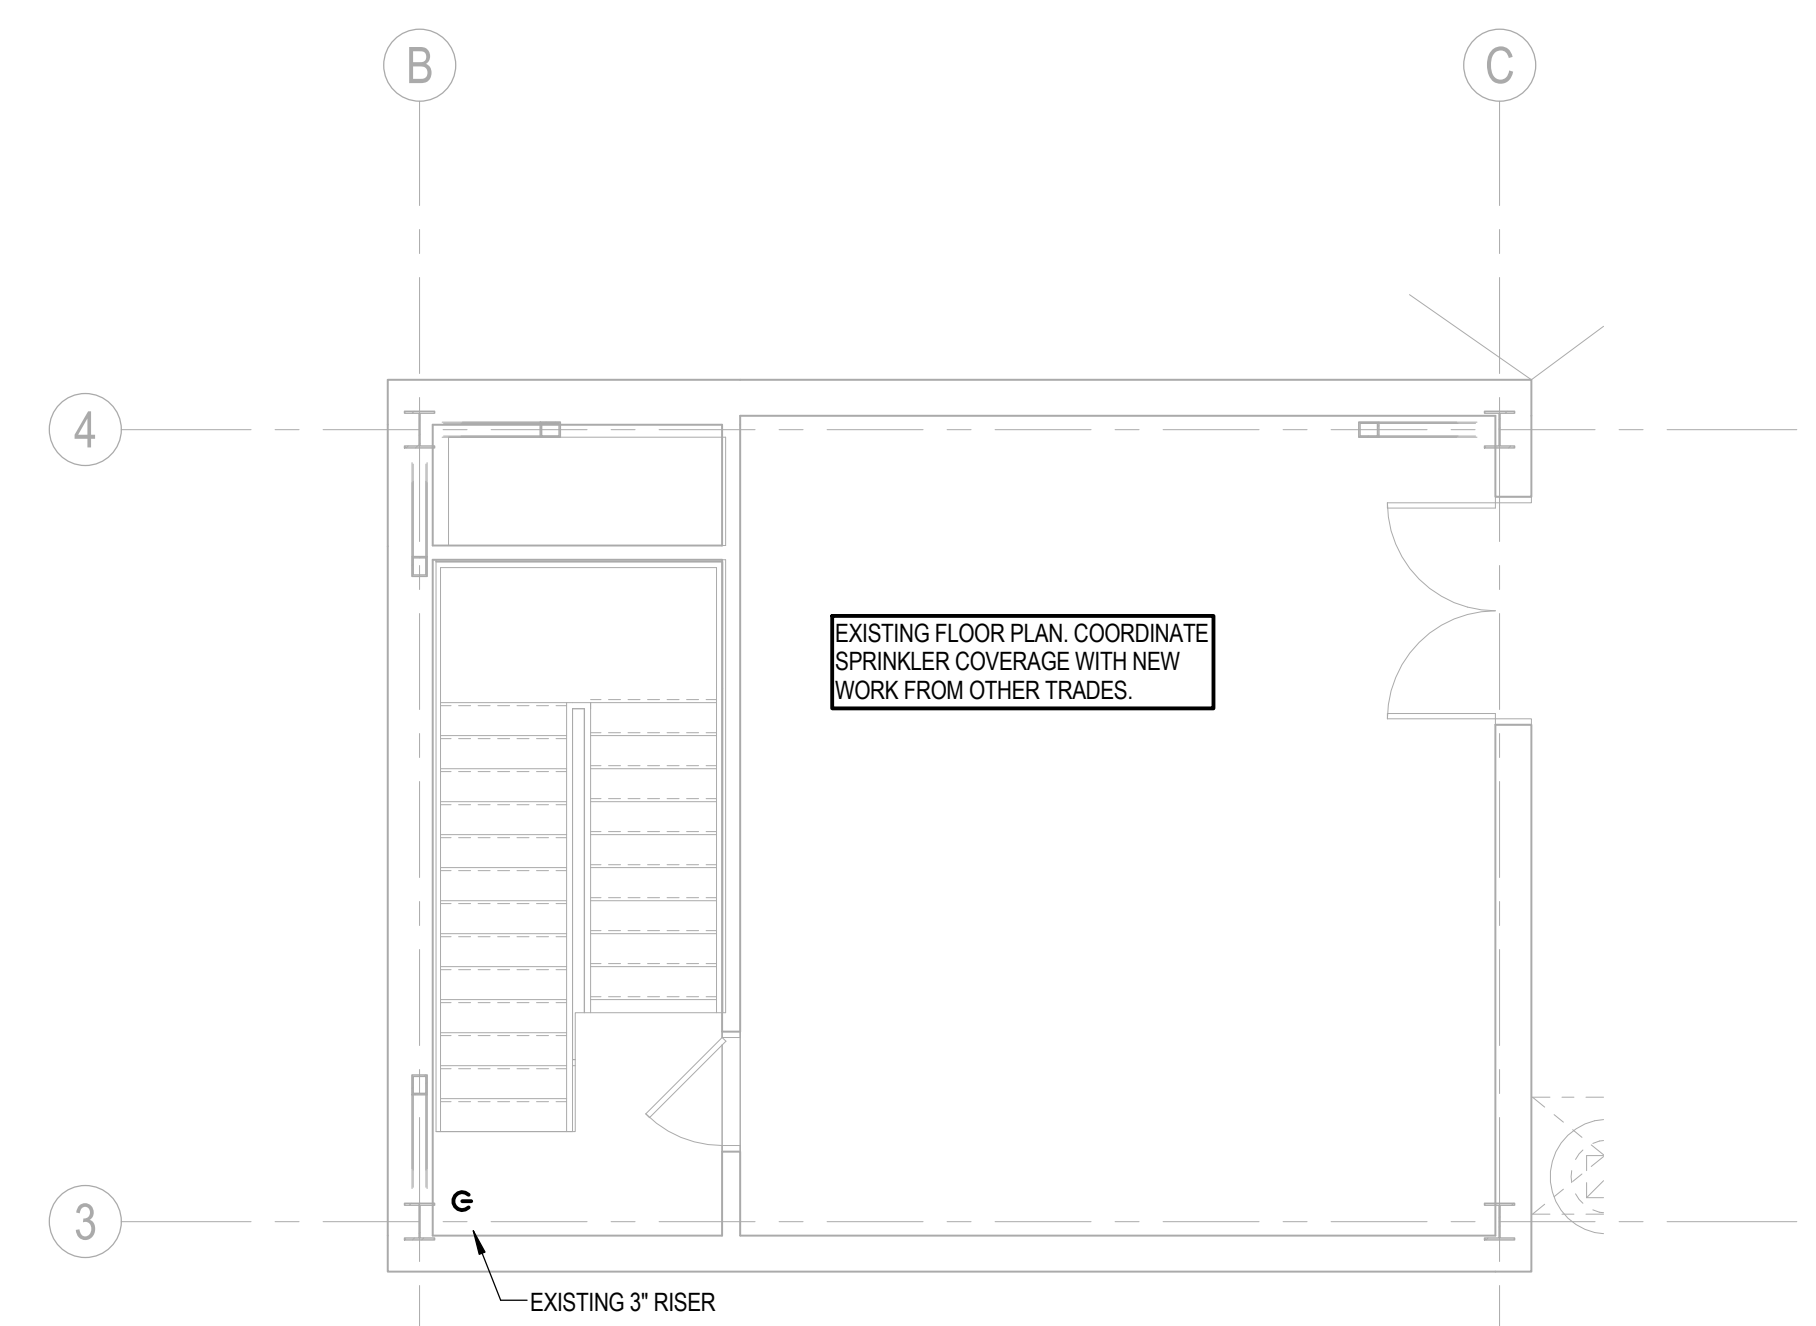 B
C
4
EXISTING FLOOR PLAN. COORDINATE
SPRINKLER COVERAGE WITH NEW
WORK FROM OTHER TRADES.
3
EXISTING 3" RISER